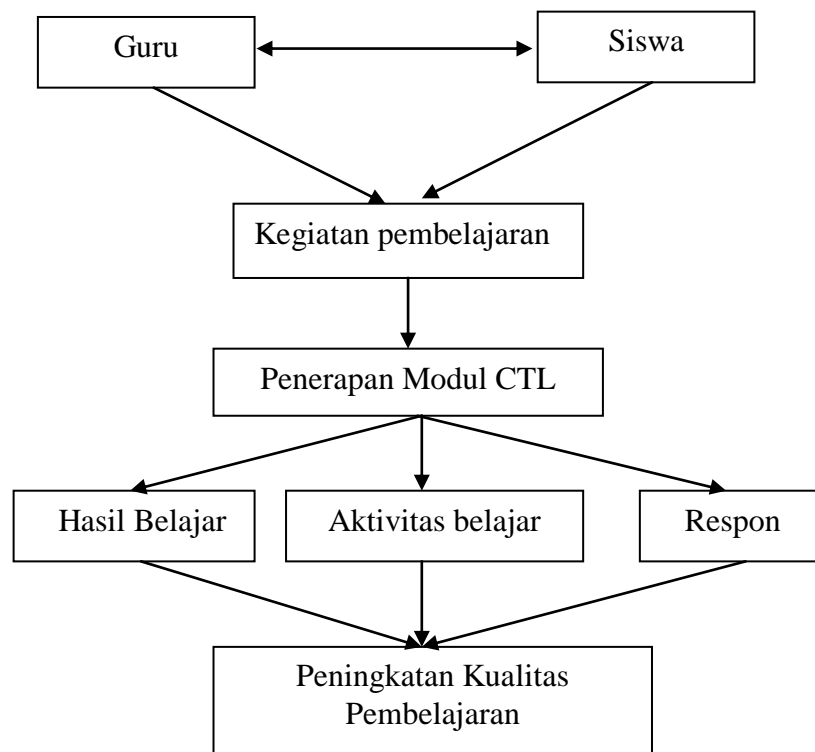 Guru
Siswa
Kegiatan pembelajaran
Penerapan Modul CTL
Hasil Belajar
Aktivitas belajar
Respon
Peningkatan Kualitas
Pembelajaran